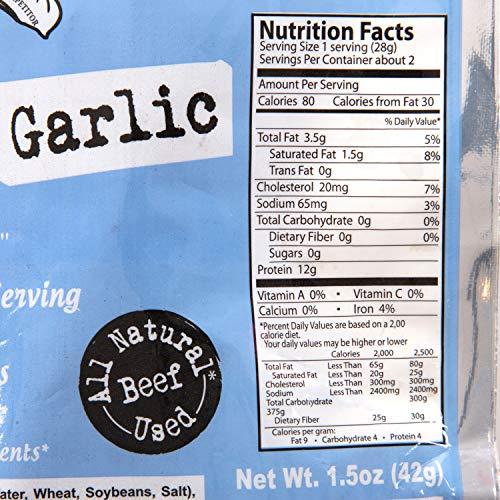 COMPETITOR
Garlic
"
Serving
s
ents*
All Natural*
Beef
Used
ater, Wheat, Soybeans, Salt),
Nutrition Facts
Serving Size 1 serving (28g)
Servings Per Container about 2
Amount Per Serving
Calories 80 Calories from Fat 30
% Daily Value*
Total Fat 3.5g 5%
Saturated Fat 1.5g 8%
Trans Fat 0g
Cholesterol 20mg 7%
Sodium 65mg 3%
Total Carbohydrate 0g 0%
Dietary Fiber 0g 0%
Sugars 0g
Protein 12g
Vitamin A 0% • Vitamin C 0%
Calcium 0% • Iron 4%
*Percent Daily Values are based on a 2,00
calorie diet.
Your daily values may be higher or lower
Calories 2,000 2,500
Total Fat Less Than 65g 80g
Saturated Fat Less Than 20g 25g
Cholesterol Less Than 300mg 300mg
Sodium Less Than 2400mg 2400mg
Total Carbohydrate 300g
375g
Dietary Fiber 25g 30g
Calories per gram:
Fat 9 • Carbohydrate 4 • Protein 4
Net Wt. 1.5oz (42g)